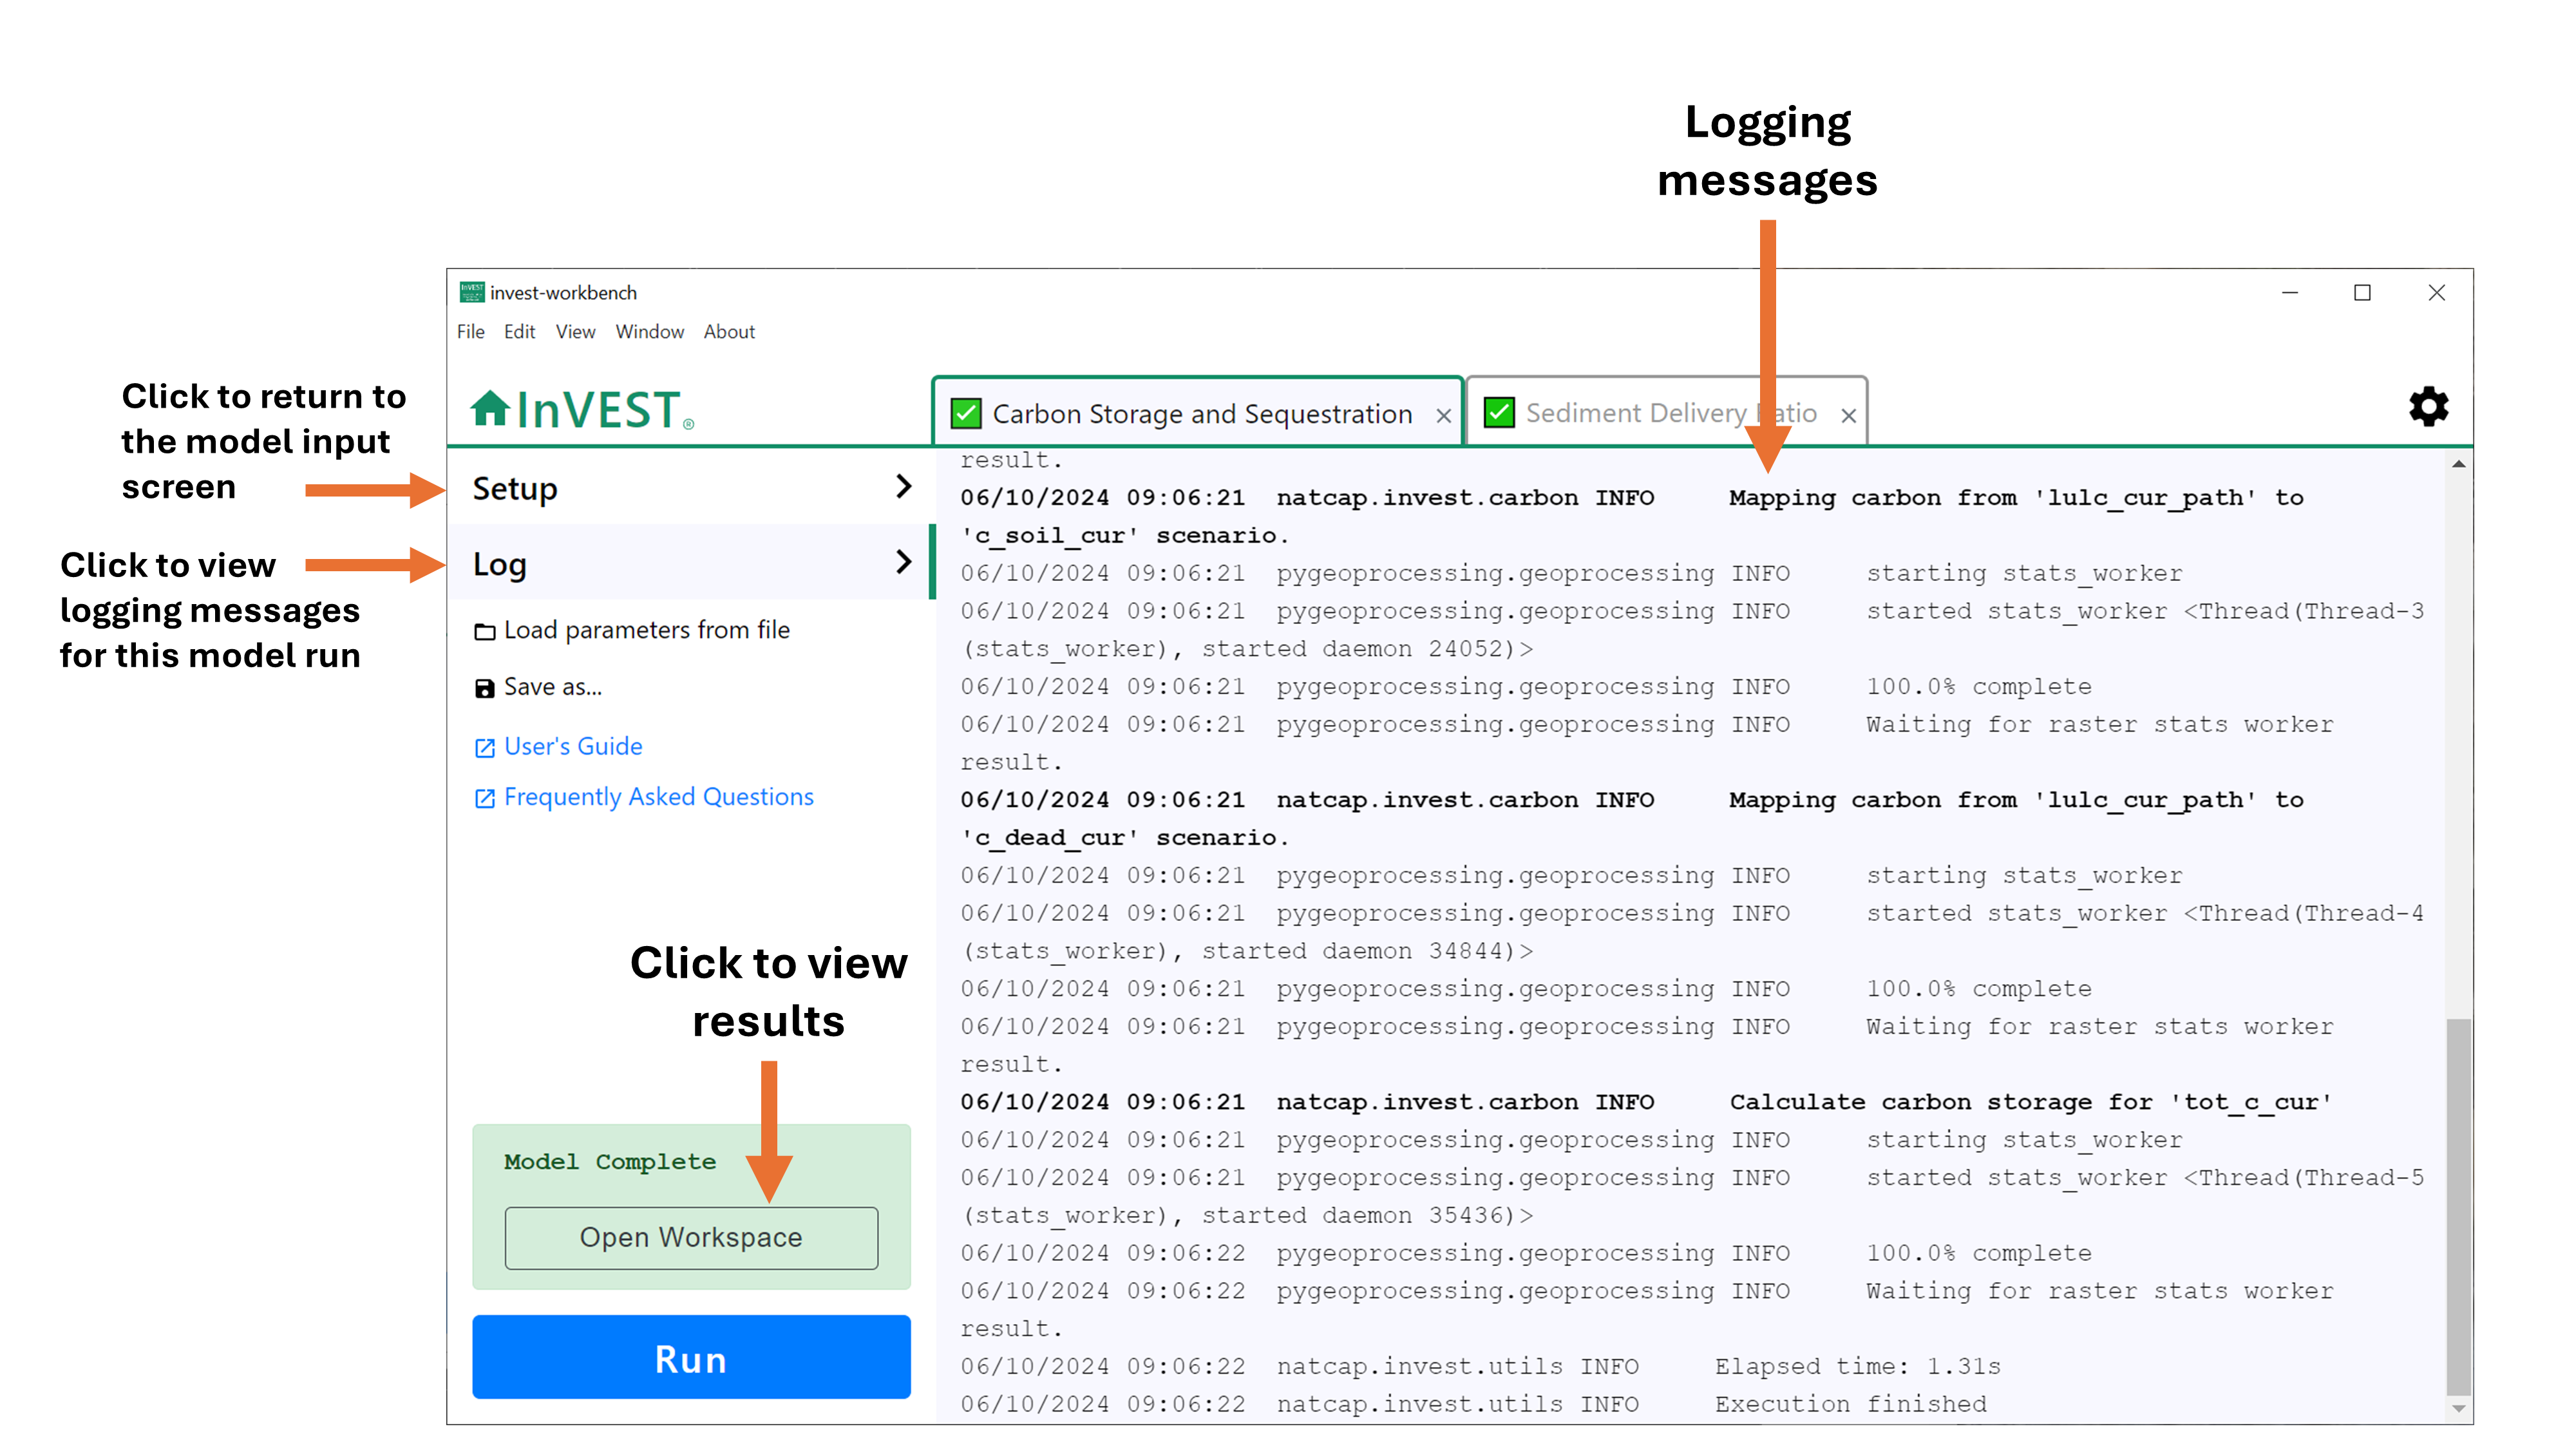 Logging
messages
invest-workbench
File Edit View Window About
Click to return to
the model input
screen
Click to view
logging messages
for this model run
InVEST®
Carbon Storage and Sequestration ×
Sediment Delivery Ratio ×
Setup
Log
Load parameters from file
Save as...
User's Guide
Frequently Asked Questions
Click to view
results
Model Complete
Open Workspace
Run
result.
06/10/2024 09:06:21 natcap.invest.carbon INFO Mapping carbon from 'lulc_cur_path' to
'c_soil_cur' scenario.
06/10/2024 09:06:21 pygeoprocessing.geoprocessing INFO starting stats_worker
06/10/2024 09:06:21 pygeoprocessing.geoprocessing INFO started stats_worker <Thread(Thread-3
(stats_worker), started daemon 24052)>
06/10/2024 09:06:21 pygeoprocessing.geoprocessing INFO 100.0% complete
06/10/2024 09:06:21 pygeoprocessing.geoprocessing INFO Waiting for raster stats worker
result.
06/10/2024 09:06:21 natcap.invest.carbon INFO Mapping carbon from 'lulc_cur_path' to
'c_dead_cur' scenario.
06/10/2024 09:06:21 pygeoprocessing.geoprocessing INFO starting stats_worker
06/10/2024 09:06:21 pygeoprocessing.geoprocessing INFO started stats_worker <Thread(Thread-4
(stats_worker), started daemon 34844)>
06/10/2024 09:06:21 pygeoprocessing.geoprocessing INFO 100.0% complete
06/10/2024 09:06:21 pygeoprocessing.geoprocessing INFO Waiting for raster stats worker
result.
06/10/2024 09:06:21 natcap.invest.carbon INFO Calculate carbon storage for 'tot_c_cur'
06/10/2024 09:06:21 pygeoprocessing.geoprocessing INFO starting stats_worker
06/10/2024 09:06:21 pygeoprocessing.geoprocessing INFO started stats_worker <Thread(Thread-5
(stats_worker), started daemon 35436)>
06/10/2024 09:06:22 pygeoprocessing.geoprocessing INFO 100.0% complete
06/10/2024 09:06:22 pygeoprocessing.geoprocessing INFO Waiting for raster stats worker
result.
06/10/2024 09:06:22 natcap.invest.utils INFO Elapsed time: 1.31s
06/10/2024 09:06:22 natcap.invest.utils INFO Execution finished